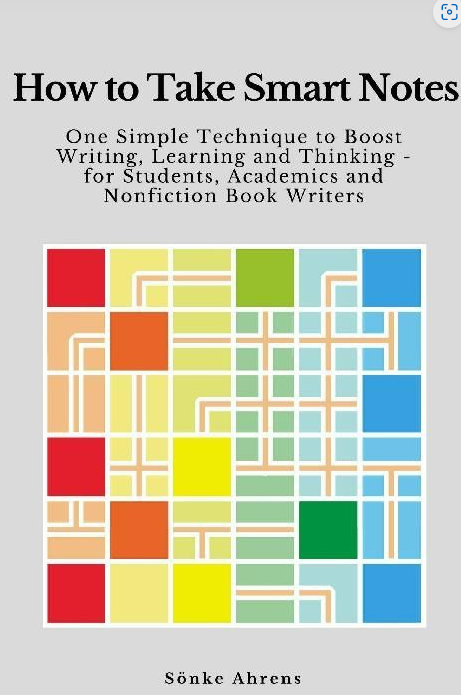 How to Take Smart Notes
One Simple Technique to Boost
Writing, Learning and Thinking -
for Students, Academics and
Nonfiction Book Writers
Sönke Ahrens